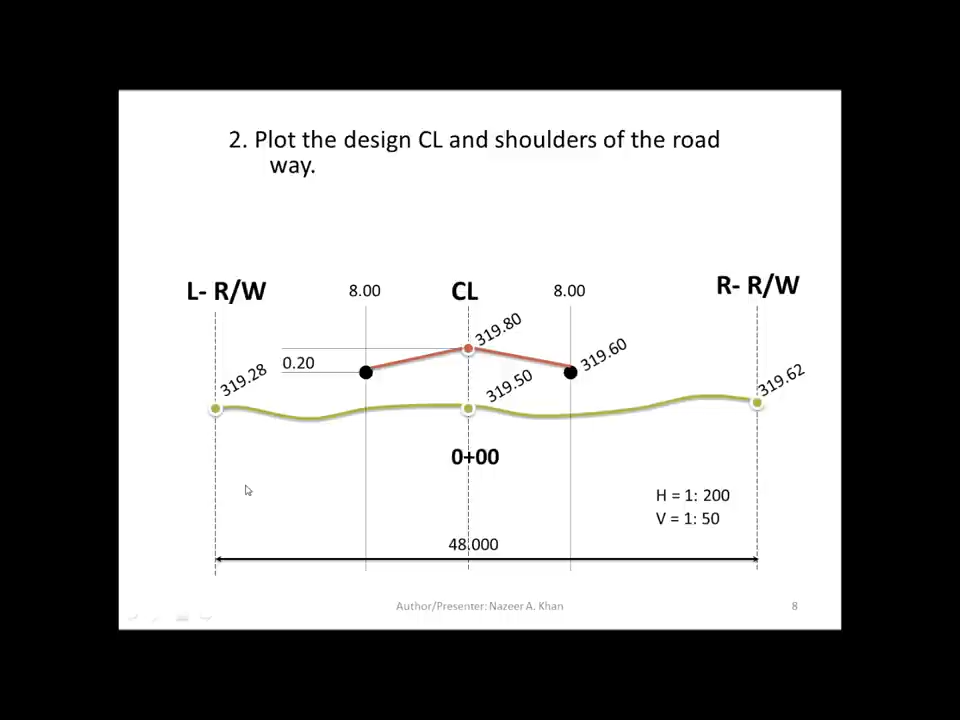 2. Plot the design CL and shoulders of the road
way.
L- R/W
8.00
CL
8.00
R- R/W
319.80
0.20
319.60
319.28
319.50
319.62
0+00
H = 1: 200
V = 1: 50
48.000
Author/Presenter: Nazeer A. Khan
8